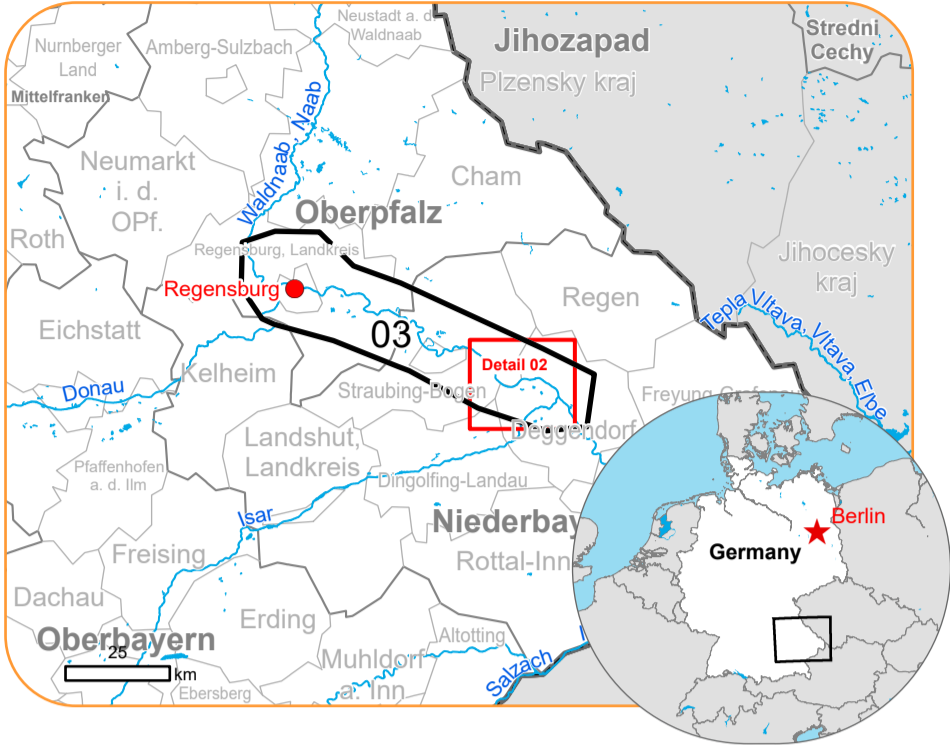 Neustadt a. d.
Waldnaab
Nurnberger
Land
Amberg-Sulzbach
Jihozapad
Plzensky kraj
Stredni
Cechy
Mittelfranken
Waldnaab, Naab
Neumarkt
i. d.
OPf.
Cham
Oberpfalz
Roth
Regensburg, Landkreis
Jihocesky
kraj
Regensburg
Regen
Tepla Vltava, Vltava, Elbe
Eichstatt
03
Detail 02
Kelheim
Donau
Straubing-Bogen
Freyung-Graf
Deggendorf
Landshut,
Landkreis
Pfaffenhofen
a. d. Ilm
Dingolfing-Landau
Isar
Niederbay
Berlin
Germany
Freising
Rottal-Inn
Dachau
Erding
Oberbayern
Altotting
25
km
Muhldorf
a. Inn
Ebersberg
Salzach